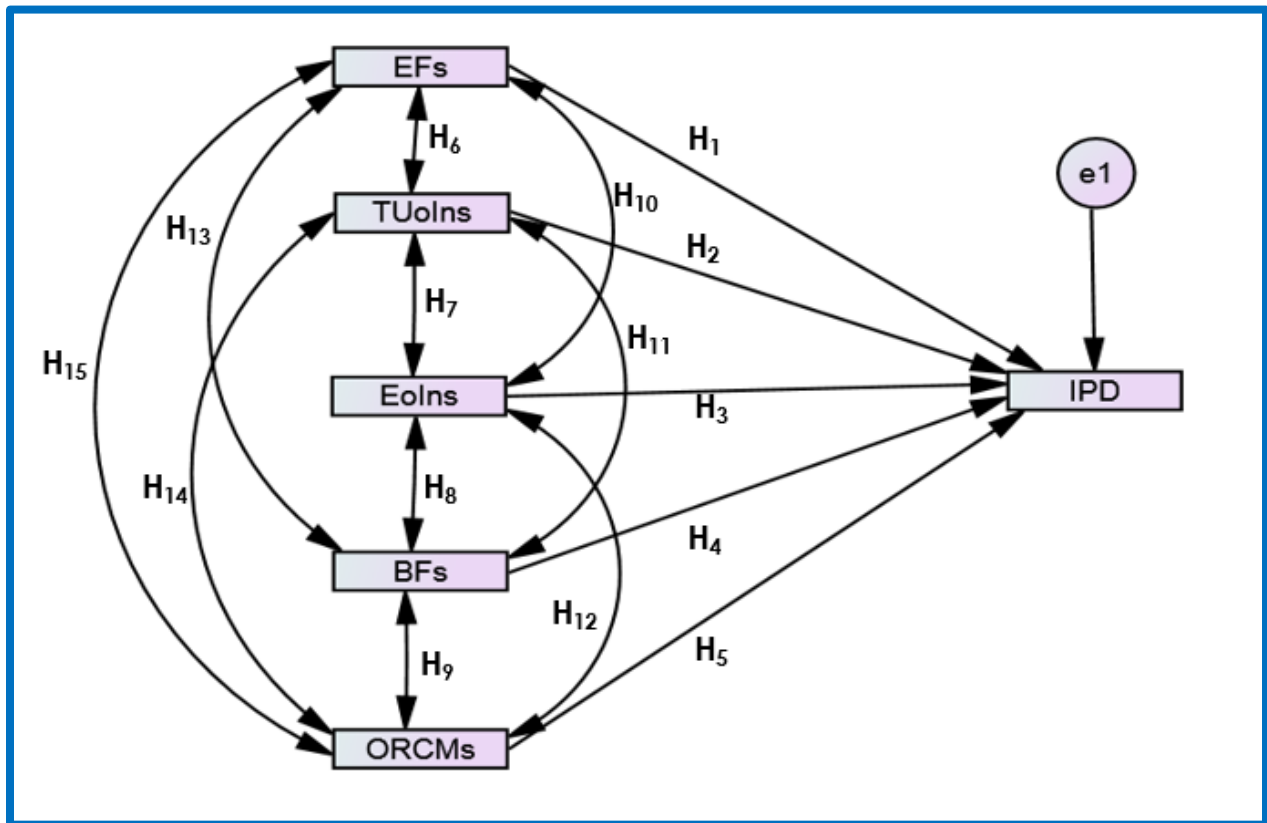 EFs
H₁
H₆
e1
H₁₀
TUoIns
H₁₃
H₂
H₇
H₁₁
H₁₅
EoIns
IPD
H₃
H₁₄
H₈
H₄
BFs
H₁₂
H₅
H₉
ORCMs